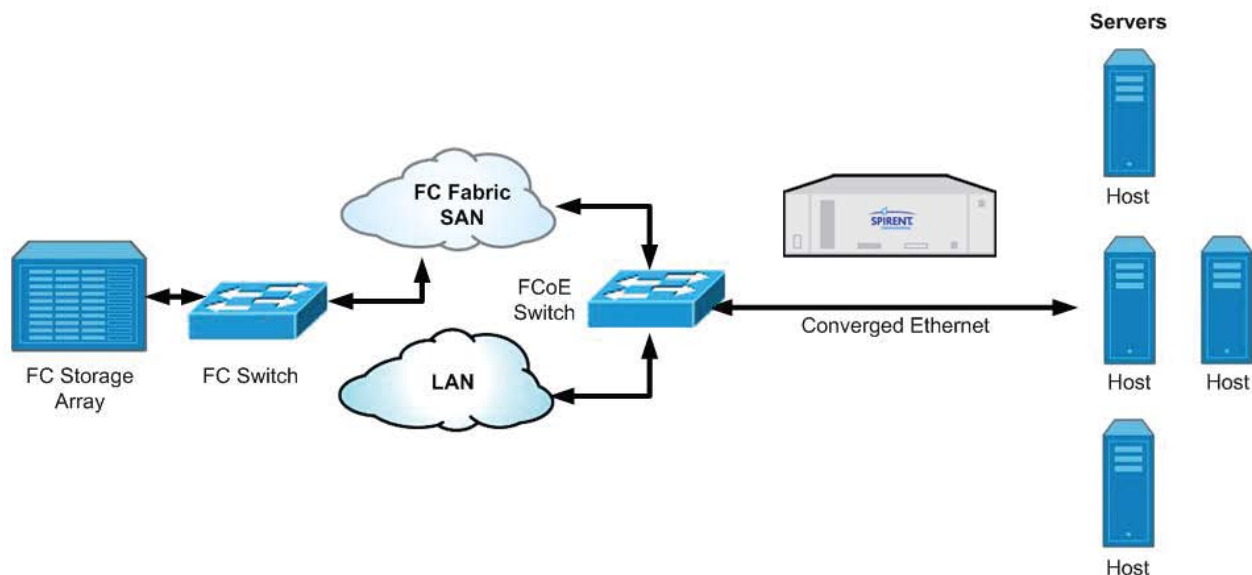 Servers
Host
FC Fabric
SAN
SPIRENT
FCoE
Switch
Converged Ethernet
FC Storage
Array
FC Switch
LAN
Host
Host
Host